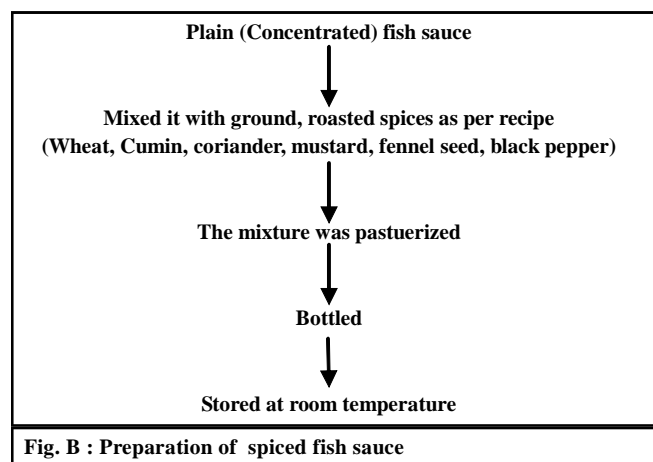 Plain (Concentrated) fish sauce
Mixed it with ground, roasted spices as per recipe
(Wheat, Cumin, coriander, mustard, fennel seed, black pepper)
The mixture was pastuerized
Bottled
Stored at room temperature
Fig. B : Preparation of spiced fish sauce